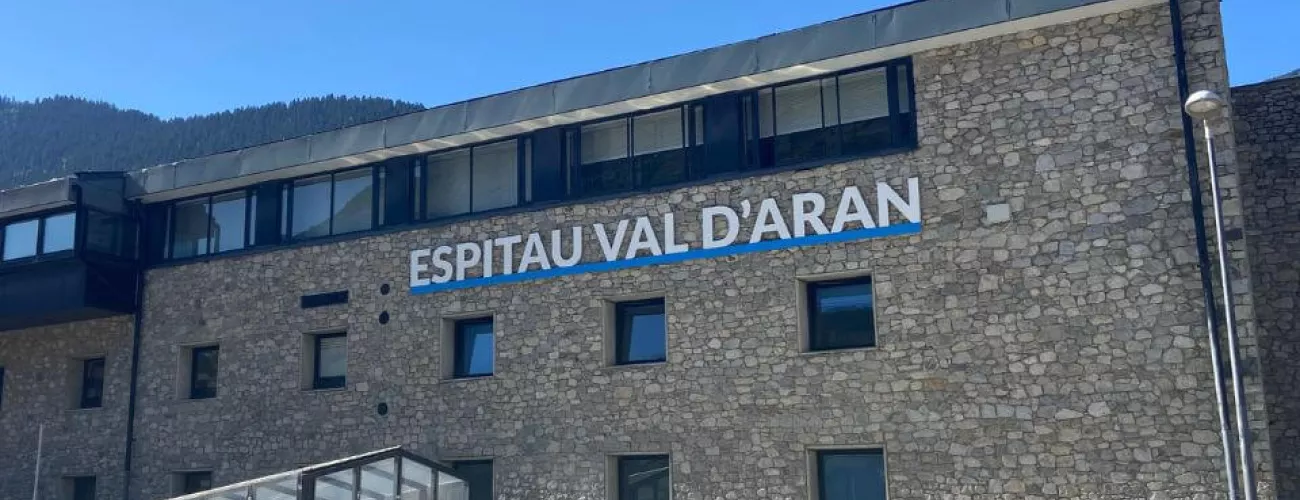 ESPITAU VAL D'ARAN